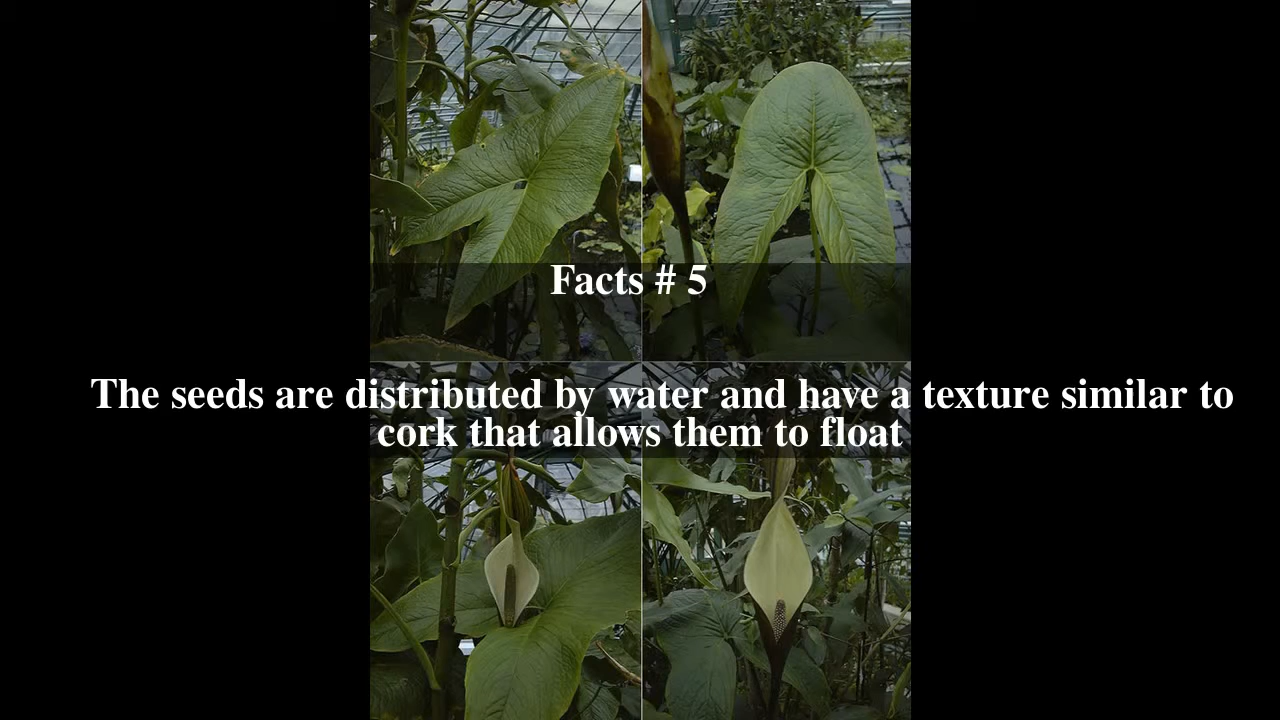 Facts # 5
The seeds are distributed by water and have a texture similar to
cork that allows them to float